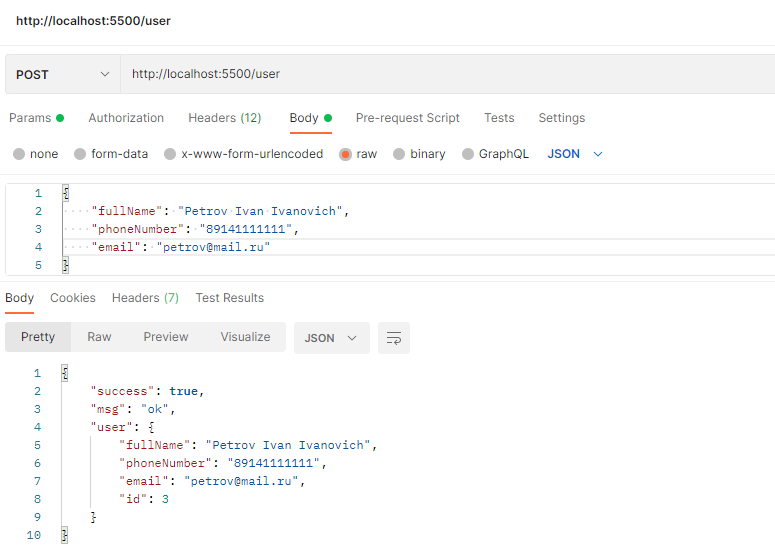 http://localhost:5500/user
POST http://localhost:5500/user
Params Authorization Headers (12) Body Pre-request Script Tests Settings
none form-data x-www-form-urlencoded raw binary GraphQL JSON
1 {
2 "fullName": "Petrov Ivan Ivanovich",
3 "phoneNumber": "89141111111",
4 "email": "petrov@mail.ru"
5 }
Body Cookies Headers (7) Test Results
Pretty Raw Preview Visualize JSON
1 {
2 "success": true,
3 "msg": "ok",
4 "user": {
5 "fullName": "Petrov Ivan Ivanovich",
6 "phoneNumber": "89141111111",
7 "email": "petrov@mail.ru",
8 "id": 3
9 }
10 }